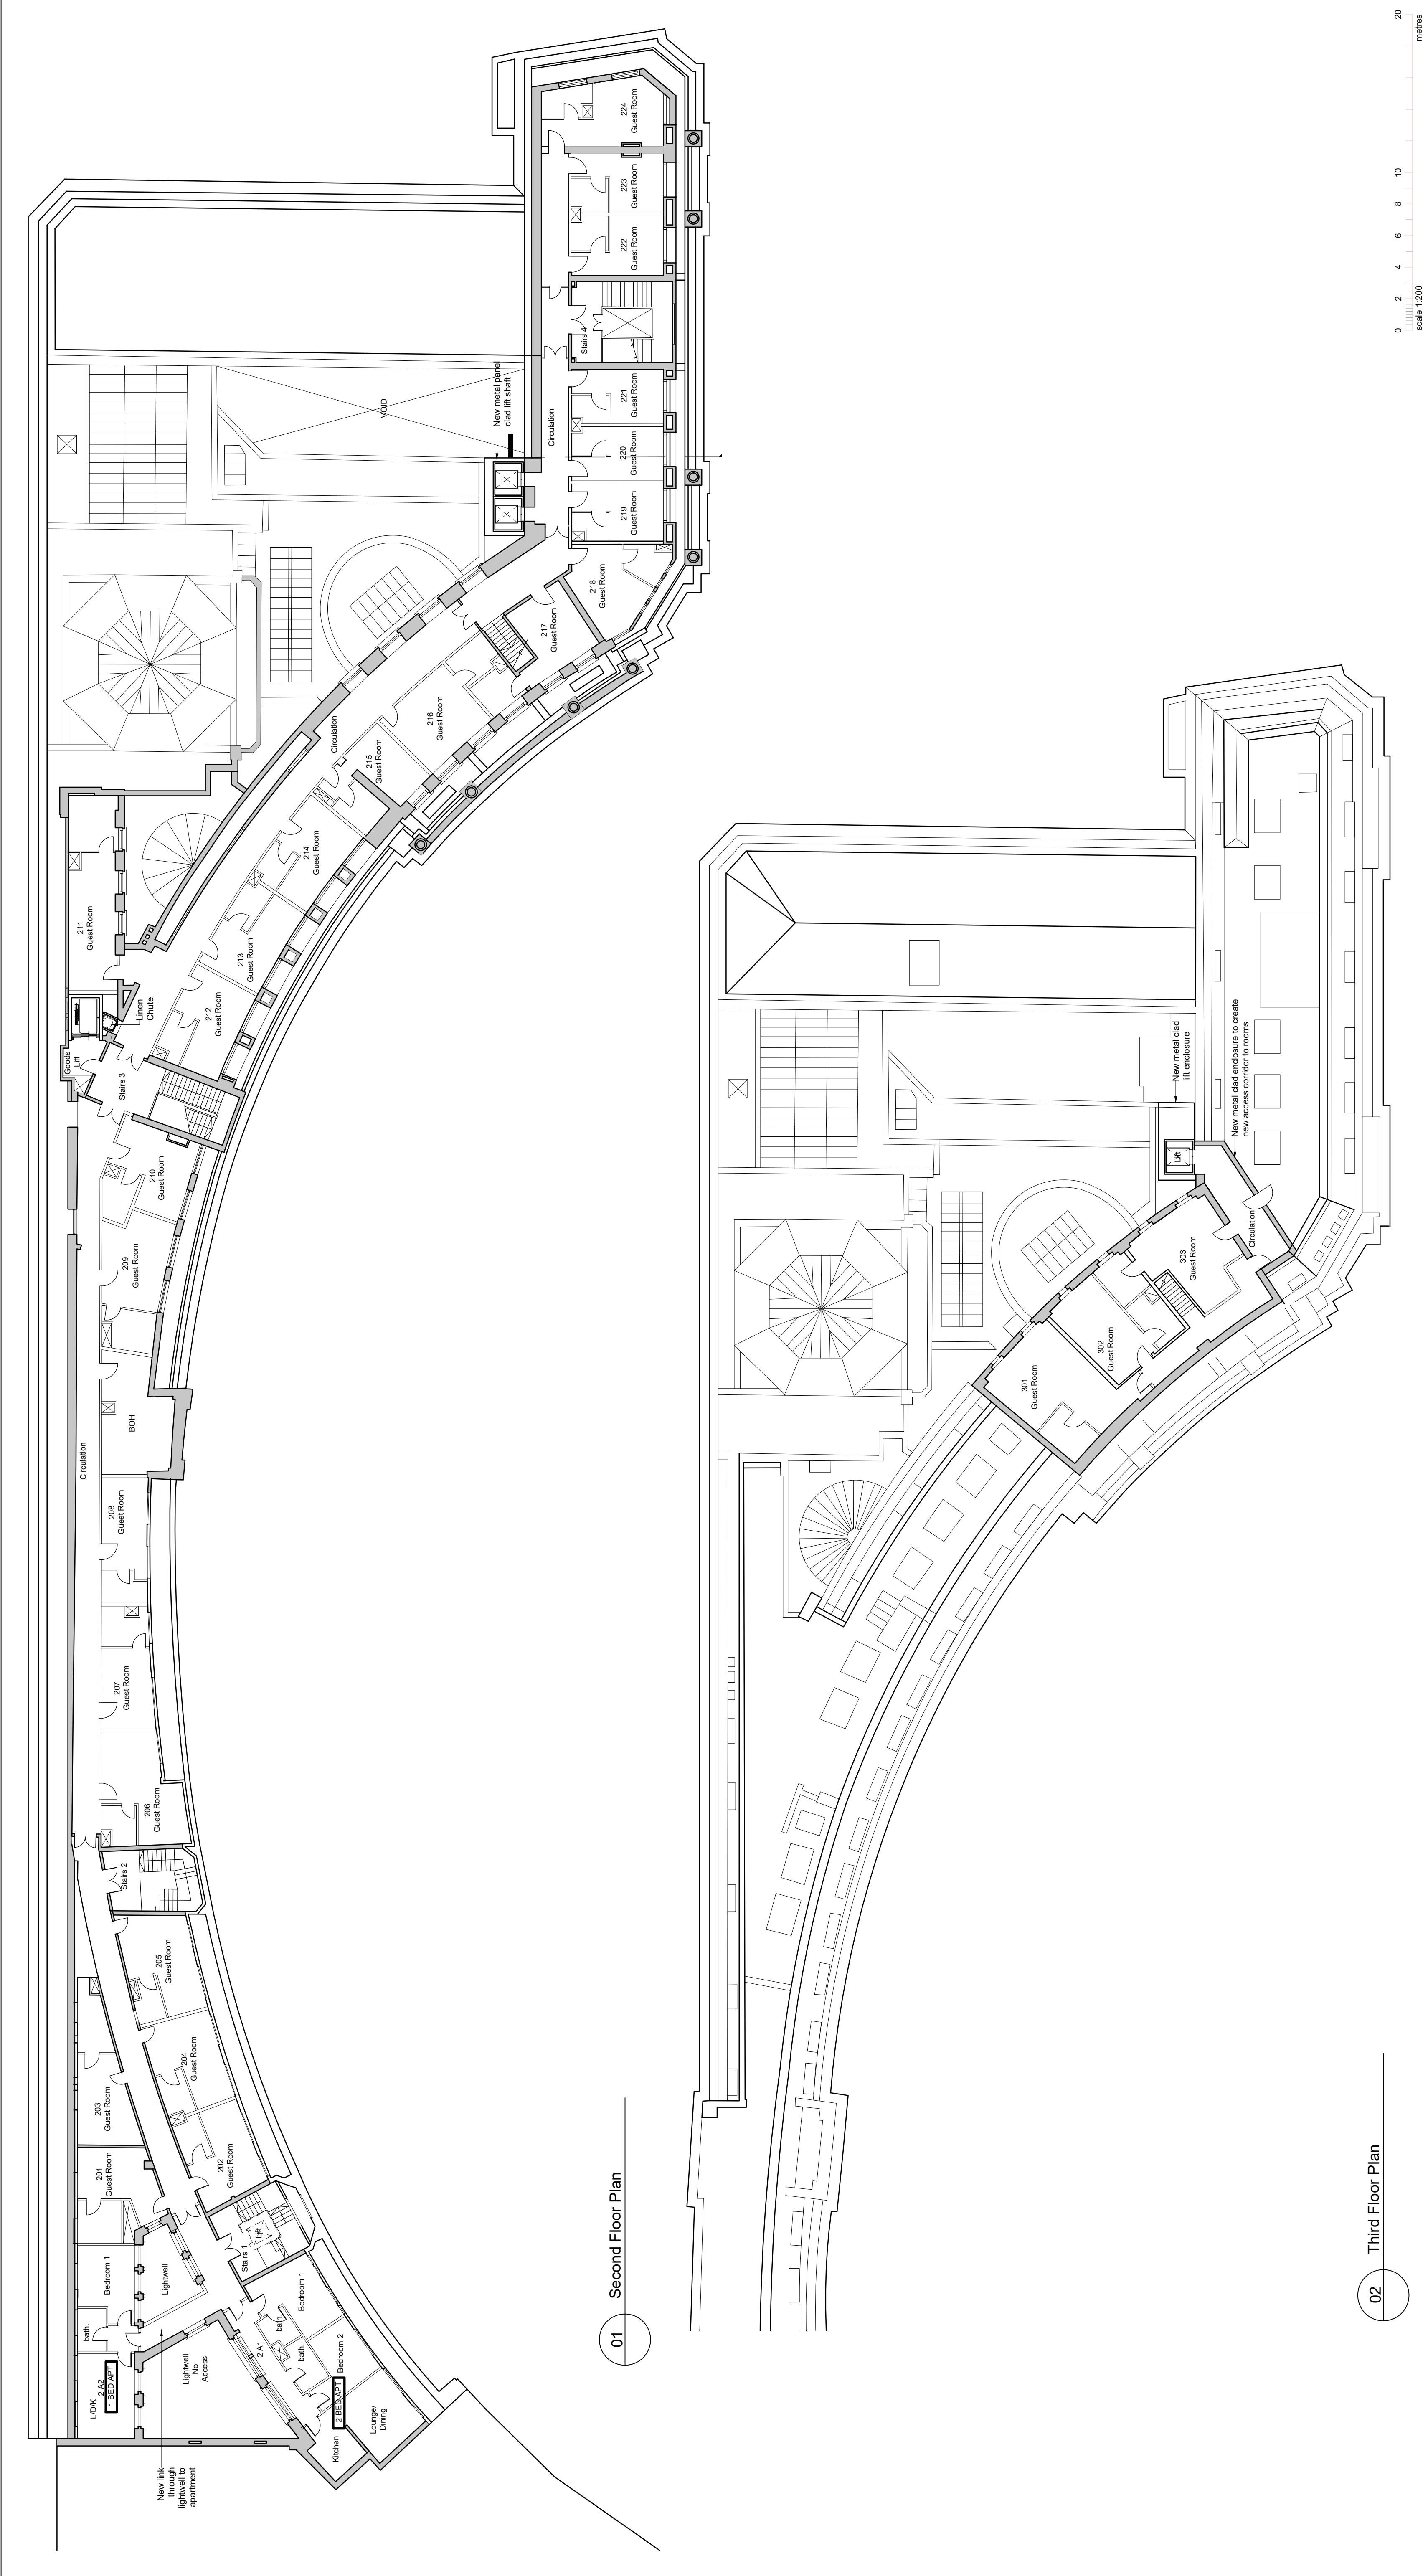 L/D/K
2 A2
1 BED APT
bath.
Bedroom 1
New link
through
lightwell to
apartment
Lightwell
No
Access
Lightwell
Kitchen
Lounge/
Dining
2 BED APT
Bedroom 2
bath.
bath.
2 A1
Bedroom 1
Stairs 1
Lift
201
Guest Room
202
Guest Room
203
Guest Room
204
Guest Room
205
Guest Room
Stairs 2
206
Guest Room
207
Guest Room
208
Guest Room
Circulation
BOH
209
Guest Room
210
Guest Room
Stairs 3
Goods
Lift
Linen
Chute
211
Guest Room
212
Guest Room
213
Guest Room
214
Guest Room
215
Guest Room
Circulation
216
Guest Room
217
Guest Room
218
Guest Room
219
Guest Room
220
Guest Room
221
Guest Room
Circulation
X
X
New metal panel
clad lift shaft
VOID
Stairs 4
222
Guest Room
223
Guest Room
224
Guest Room
01
Second Floor Plan
301
Guest Room
302
Guest Room
303
Guest Room
Circulation
Lift
New metal clad
lift enclosure
New metal clad enclosure to create
new access corridor to rooms
02
Third Floor Plan
0 2 4 6 8 10 20
scale 1:200 metres